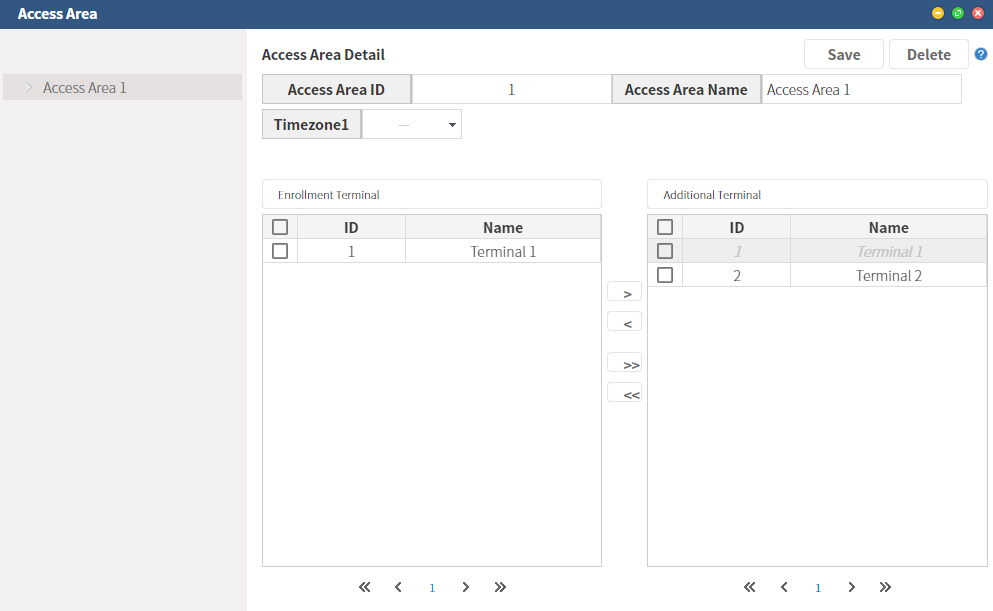 Access Area
Access Area 1
Access Area Detail
Save
Delete
?
Access Area ID
1
Access Area Name
Access Area 1
Timezone1
—
Enrollment Terminal
ID Name
1 Terminal 1
>
<
>>
<<
Additional Terminal
ID Name
1 Terminal 1
2 Terminal 2
« ‹ 1 › »
« ‹ 1 › »